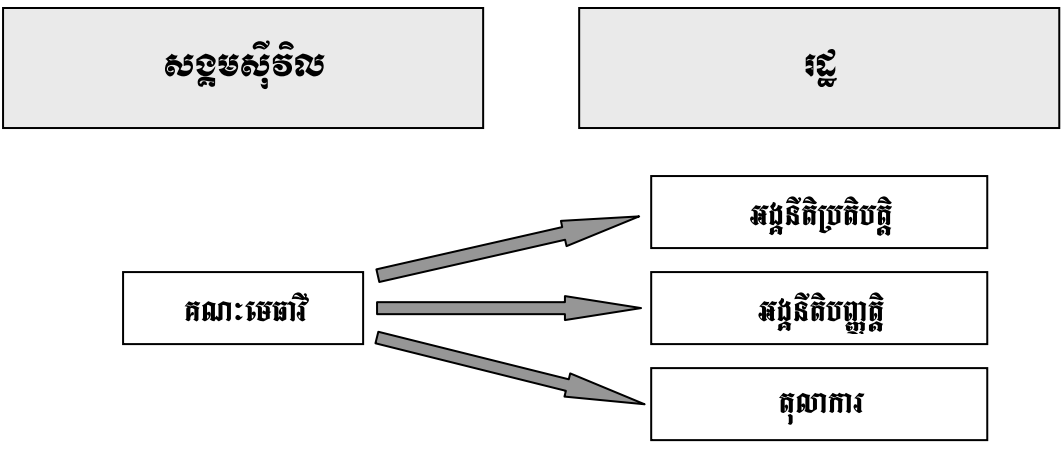 សង្គមស៊ីវិល
រដ្ឋ
អង្គនីតិប្រតិបត្តិ
គណៈមេធាវី
អង្គនីតិបញ្ញត្តិ
តុលាការ